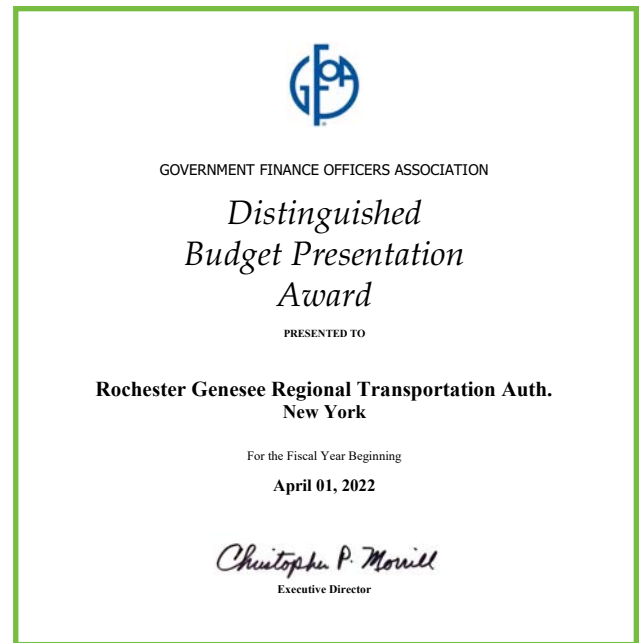 GFOA
GOVERNMENT FINANCE OFFICERS ASSOCIATION
Distinguished
Budget Presentation
Award
PRESENTED TO
Rochester Genesee Regional Transportation Auth.
New York
For the Fiscal Year Beginning
April 01, 2022
Christopher P. Morrill
Executive Director